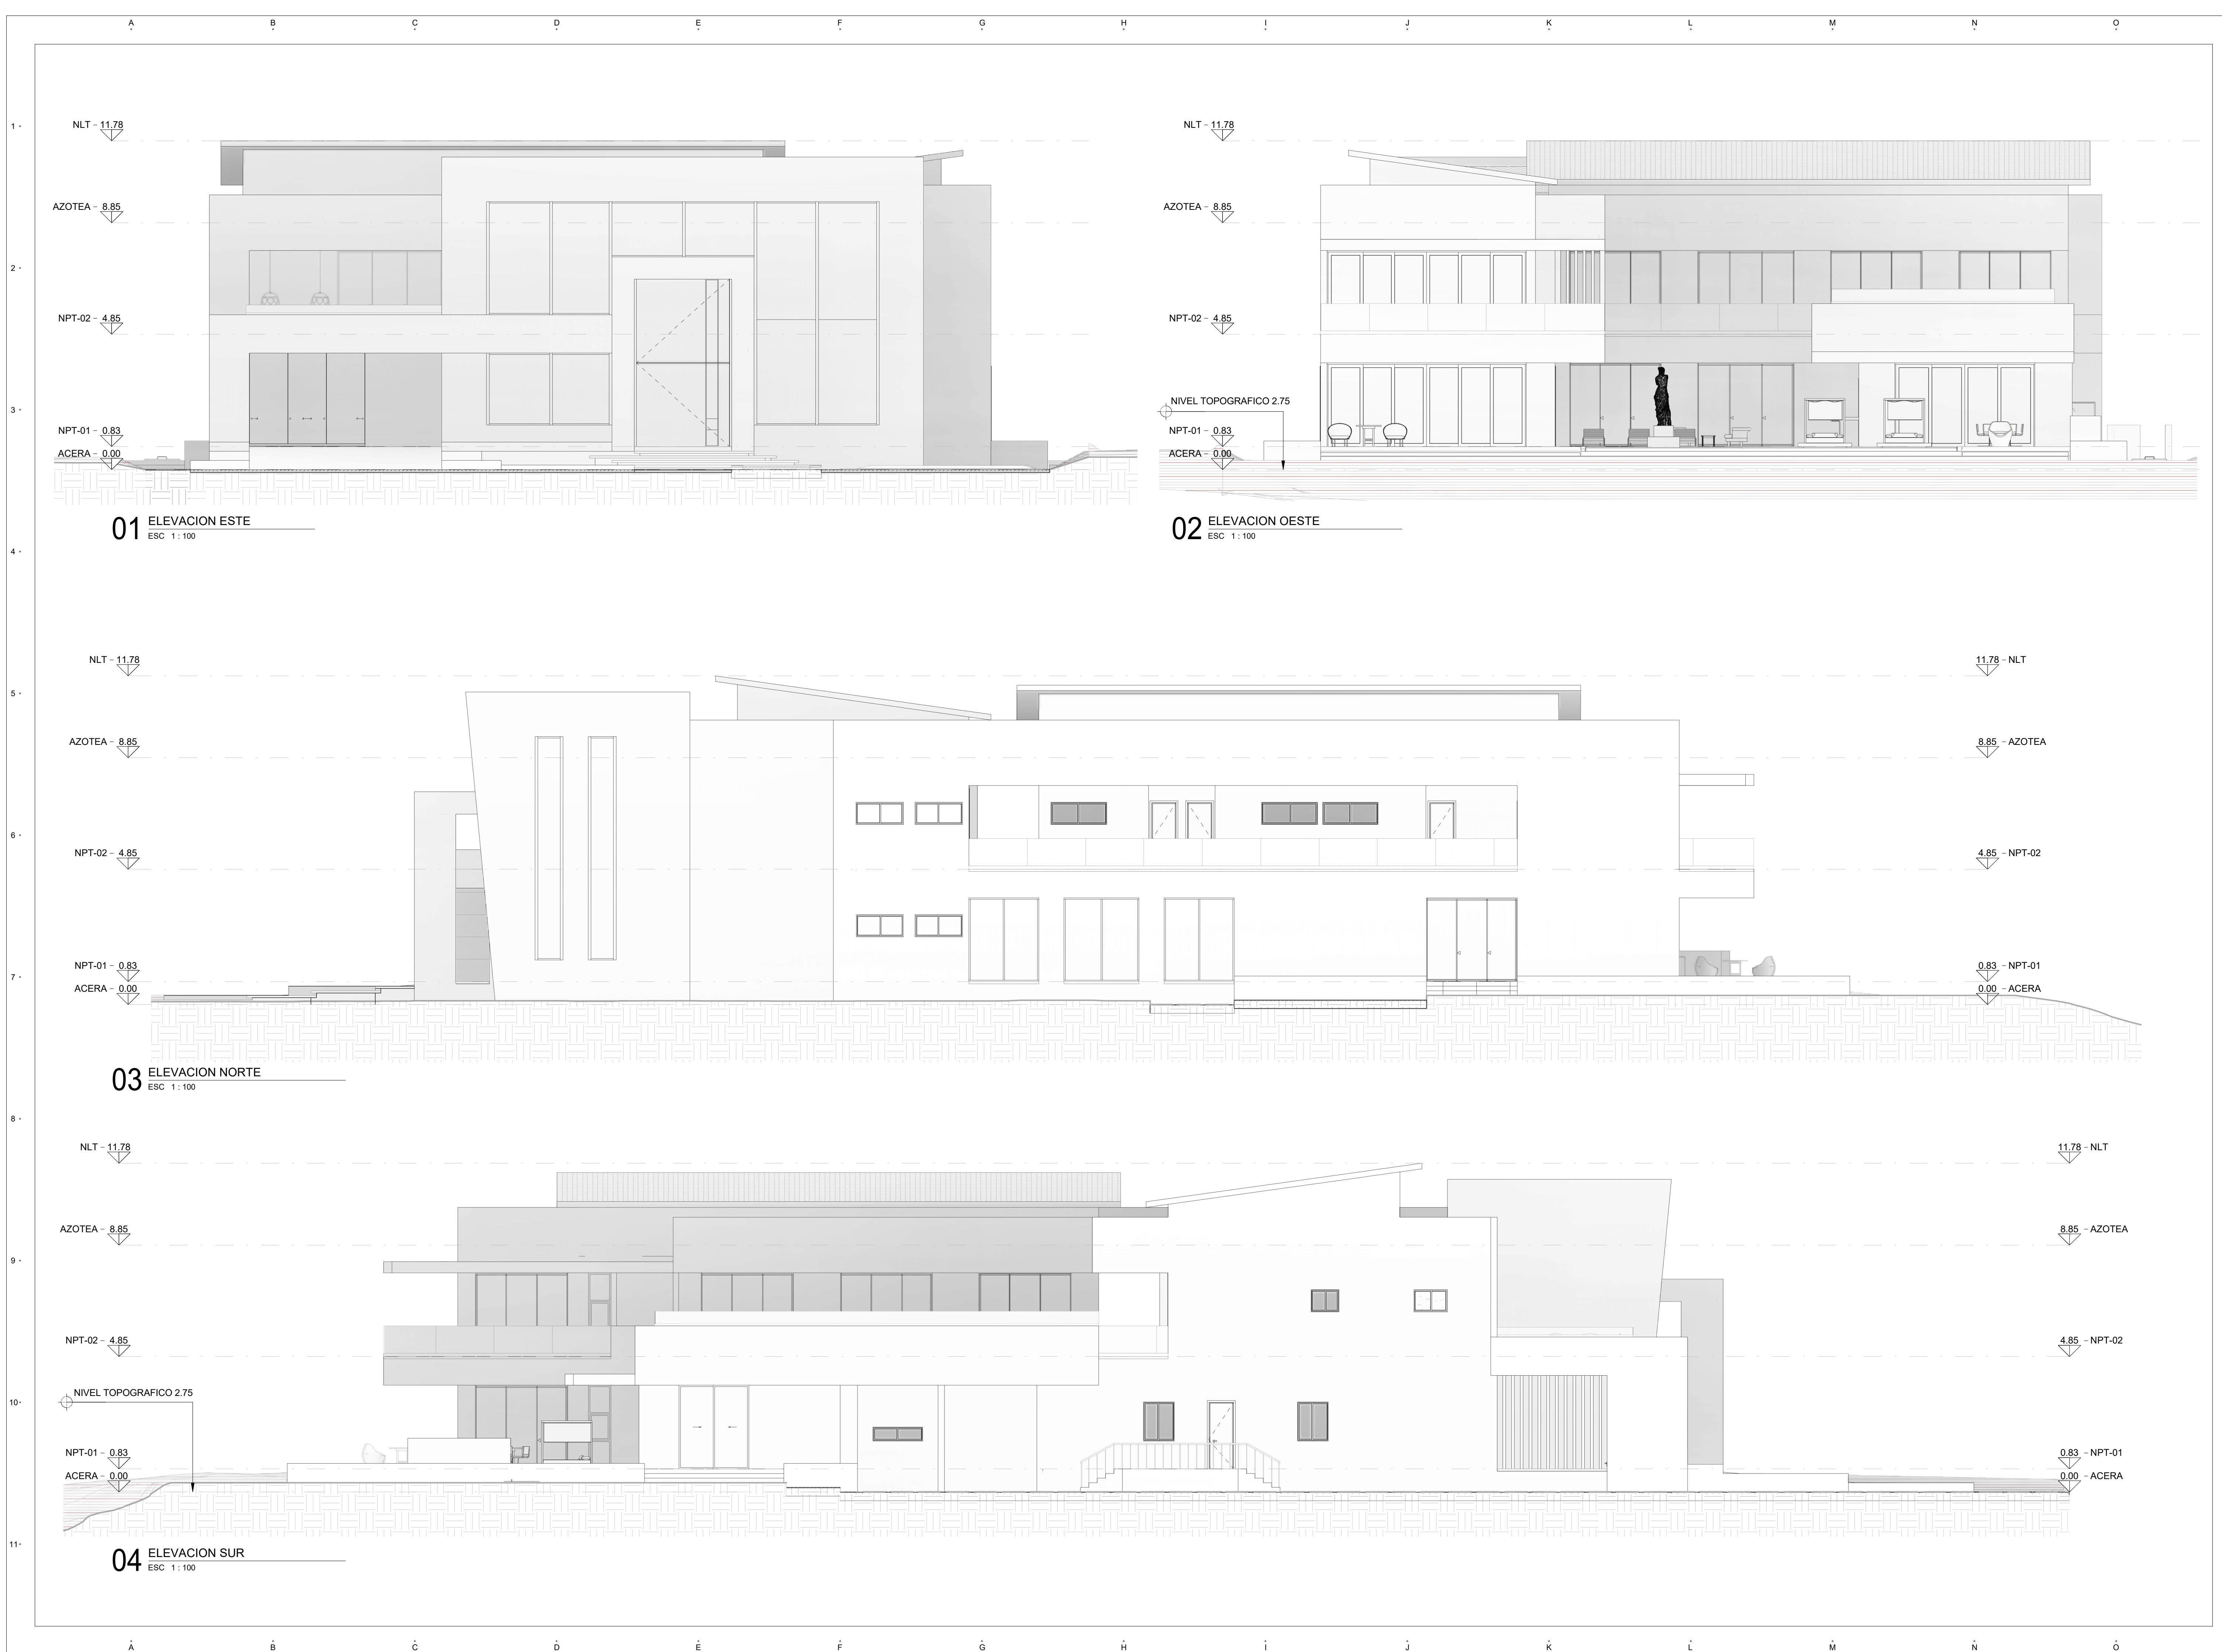 A B C D E F G H I J K L M N O
1
NLT - 11.78
NLT - 11.78
AZOTEA - 8.85
AZOTEA - 8.85
2
NPT-02 - 4.85
NPT-02 - 4.85
NIVEL TOPOGRAFICO 2.75
3
NPT-01 - 0.83
NPT-01 - 0.83
ACERA - 0.00
ACERA - 0.00
01 ELEVACION ESTE
ESC 1 : 100
02 ELEVACION OESTE
ESC 1 : 100
4
NLT - 11.78
11.78 - NLT
5
AZOTEA - 8.85
8.85 - AZOTEA
6
NPT-02 - 4.85
4.85 - NPT-02
NPT-01 - 0.83
0.83 - NPT-01
7
ACERA - 0.00
0.00 - ACERA
03 ELEVACION NORTE
ESC 1 : 100
8
NLT - 11.78
11.78 - NLT
AZOTEA - 8.85
8.85 - AZOTEA
9
NPT-02 - 4.85
4.85 - NPT-02
NIVEL TOPOGRAFICO 2.75
10
NPT-01 - 0.83
0.83 - NPT-01
ACERA - 0.00
0.00 - ACERA
11
04 ELEVACION SUR
ESC 1 : 100
A B C D E F G H I J K L M N O